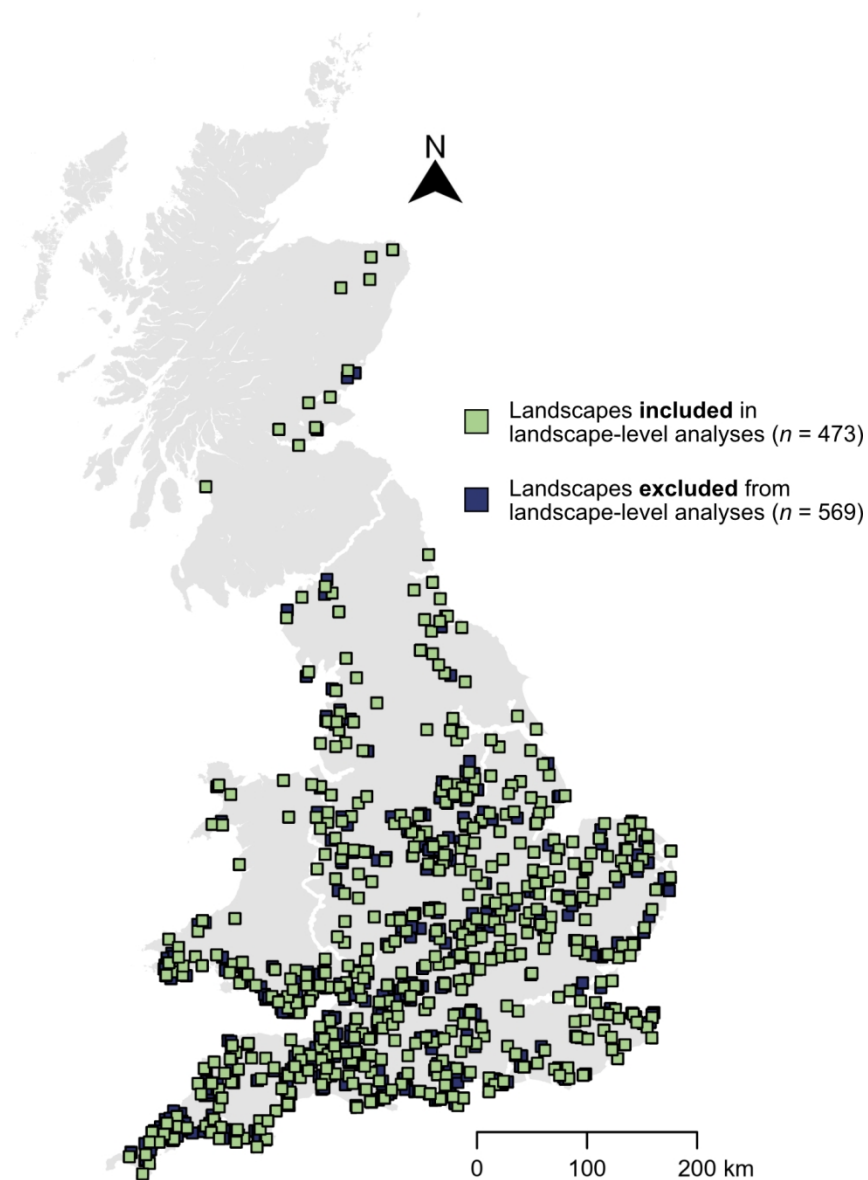 N
Landscapes included in
landscape-level analyses (n = 473)
Landscapes excluded from
landscape-level analyses (n = 569)
0 100 200 km